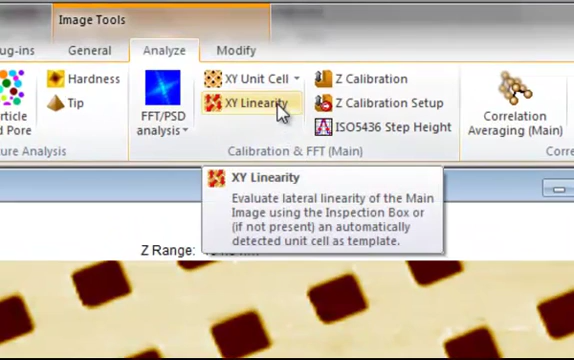 Image Tools
ug-ins
General
Analyze
Modify
Hardness
Tip
rticle
d Pore
ure Analysis
FFT/PSD
analysis
XY Unit Cell
XY Linearity
Z Calibration
Z Calibration Setup
ISO5436 Step Height
Calibration & FFT (Main)
Correlation
Averaging (Main)
Corre
XY Linearity
Evaluate lateral linearity of the Main
Image using the Inspection Box or
(if not present) an automatically
detected unit cell as template.
Z Range: